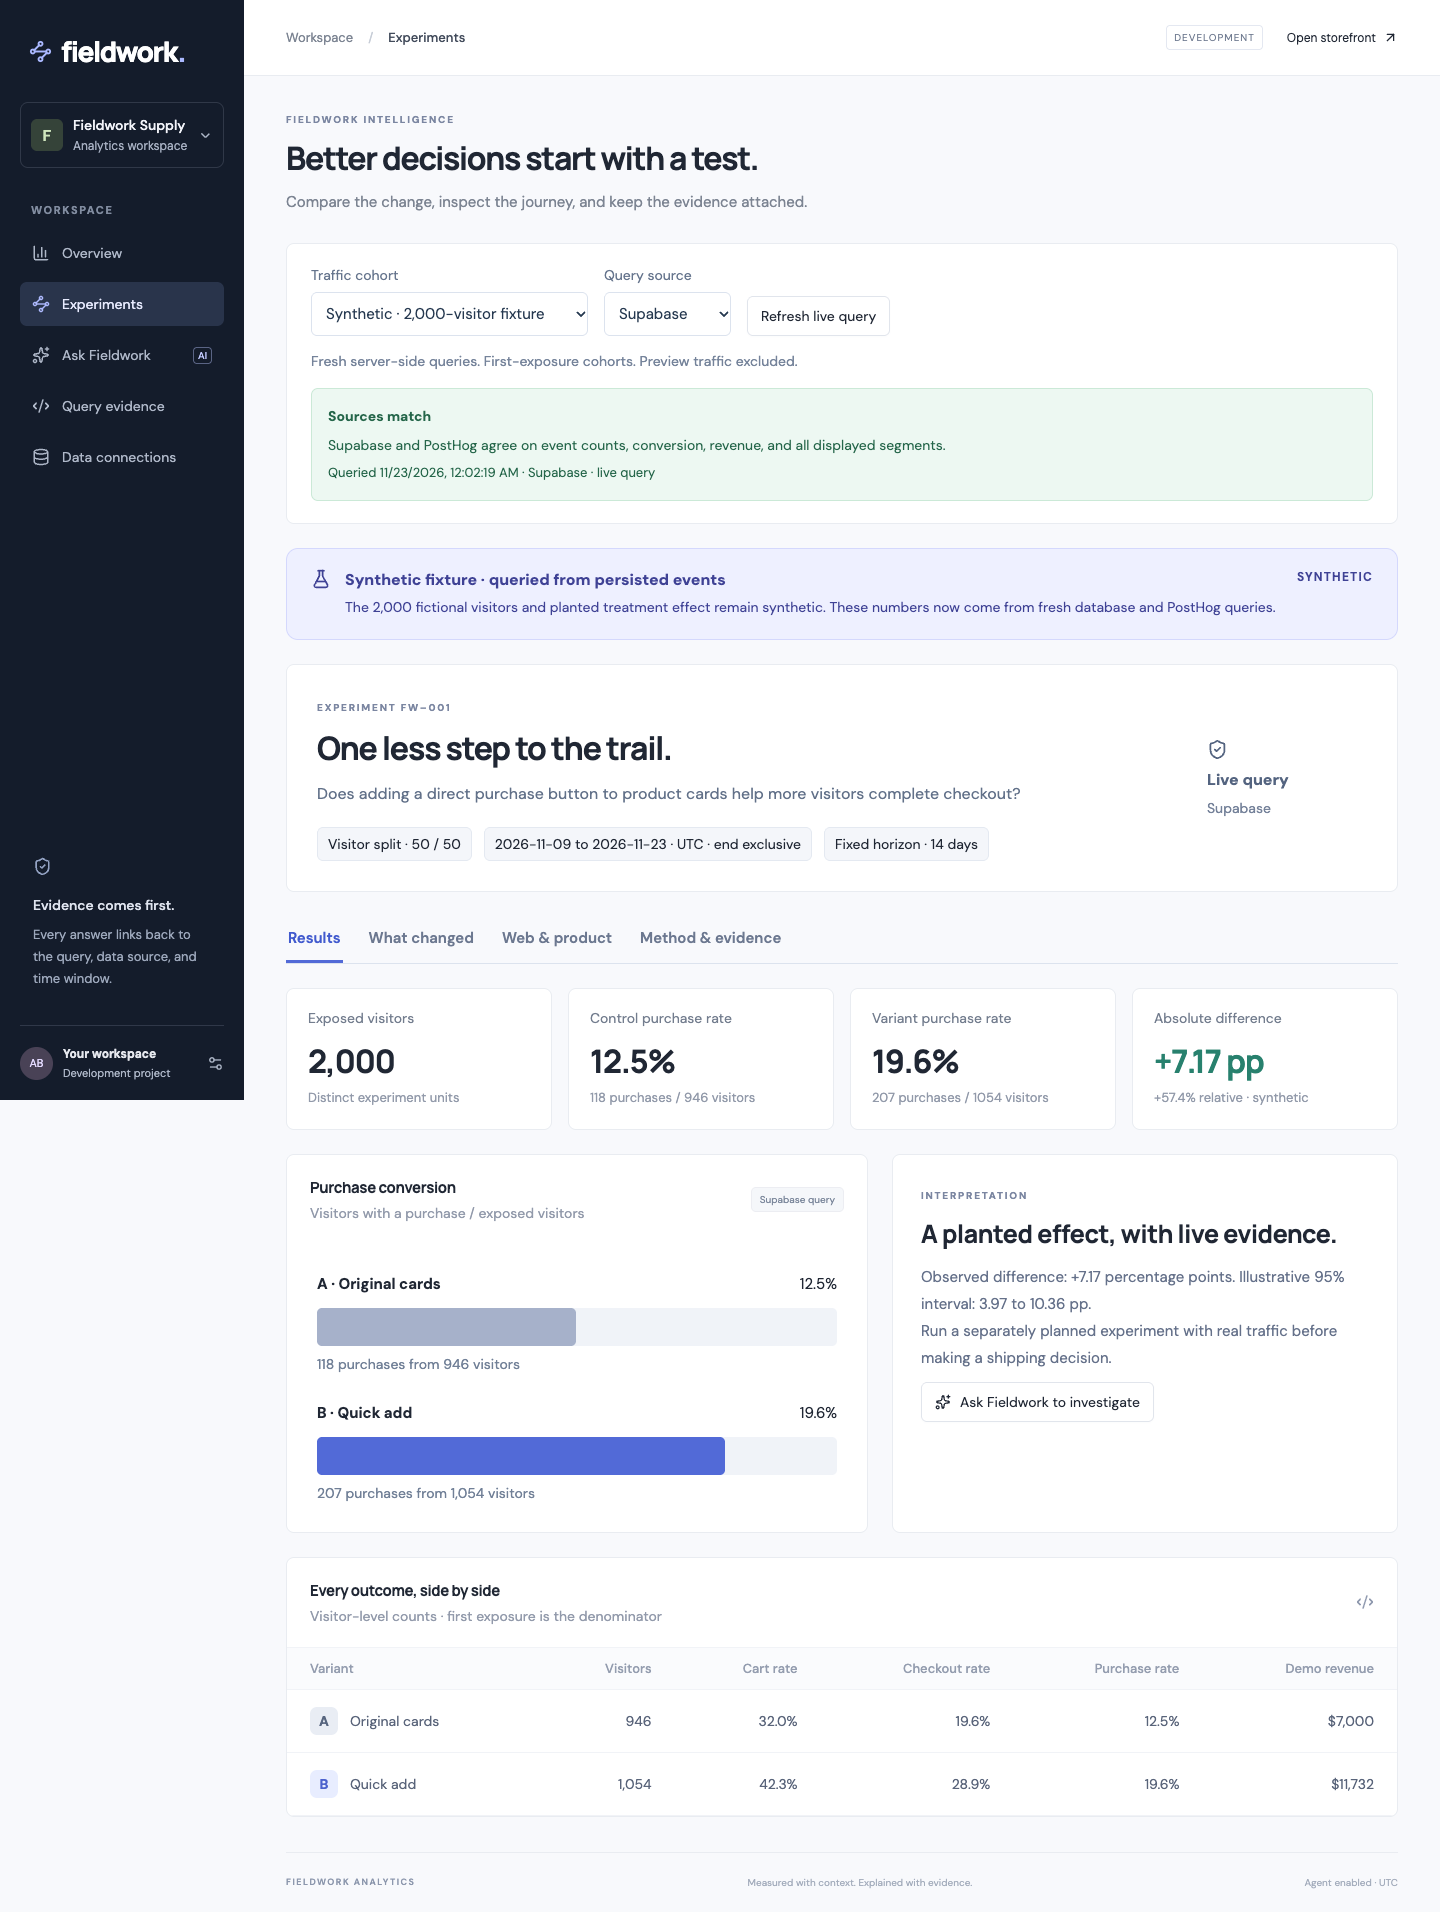 fieldwork.
F
Fieldwork Supply
Analytics workspace
WORKSPACE
Overview
Experiments
Ask Fieldwork AI
Query evidence
Data connections
Evidence comes first.
Every answer links back to
the query, data source, and
time window.
AB
Your workspace
Development project
Workspace / Experiments
DEVELOPMENT
Open storefront
FIELDWORK INTELLIGENCE
Better decisions start with a test.
Compare the change, inspect the journey, and keep the evidence attached.
Traffic cohort
Query source
Synthetic · 2,000-visitor fixture
Supabase
Refresh live query
Fresh server-side queries. First-exposure cohorts. Preview traffic excluded.
Sources match
Supabase and PostHog agree on event counts, conversion, revenue, and all displayed segments.
Queried 11/23/2026, 12:02:19 AM · Supabase · live query
Synthetic fixture · queried from persisted events
SYNTHETIC
The 2,000 fictional visitors and planted treatment effect remain synthetic. These numbers now come from fresh database and PostHog queries.
EXPERIMENT FW-001
One less step to the trail.
Does adding a direct purchase button to product cards help more visitors complete checkout?
Visitor split · 50 / 50
2026-11-09 to 2026-11-23 · UTC · end exclusive
Fixed horizon · 14 days
Live query
Supabase
Results
What changed
Web & product
Method & evidence
Exposed visitors
2,000
Distinct experiment units
Control purchase rate
12.5%
118 purchases / 946 visitors
Variant purchase rate
19.6%
207 purchases / 1054 visitors
Absolute difference
+7.17 pp
+57.4% relative · synthetic
Purchase conversion
Visitors with a purchase / exposed visitors
Supabase query
A · Original cards 12.5%
118 purchases from 946 visitors
B · Quick add 19.6%
207 purchases from 1,054 visitors
INTERPRETATION
A planted effect, with live evidence.
Observed difference: +7.17 percentage points. Illustrative 95%
interval: 3.97 to 10.36 pp.
Run a separately planned experiment with real traffic before
making a shipping decision.
Ask Fieldwork to investigate
Every outcome, side by side
Visitor-level counts · first exposure is the denominator
Variant Visitors Cart rate Checkout rate Purchase rate Demo revenue
A Original cards 946 32.0% 19.6% 12.5% $7,000
B Quick add 1,054 42.3% 28.9% 19.6% $11,732
FIELDWORK ANALYTICS
Measured with context. Explained with evidence.
Agent enabled · UTC